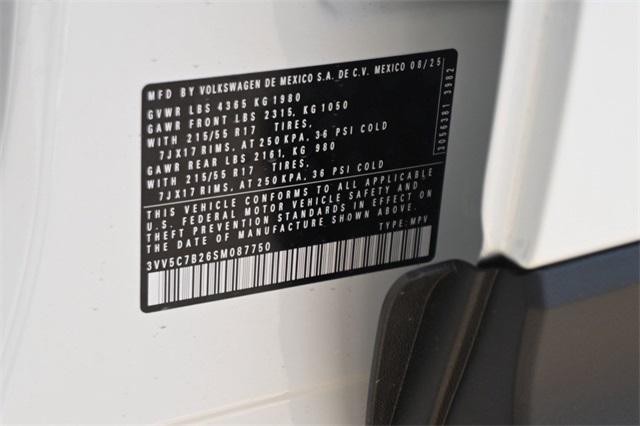 MFD BY VOLKSWAGEN DE MEXICO S.A. DE C.V. MEXICO 08/25
GVWR LBS 4365 KG 1980
GAWR FRONT LBS 2315, KG 1050
WITH 215/55 R17 TIRES,
7JX17 RIMS, AT 250 KPA, 36 PSI COLD
GAWR REAR LBS 2161, KG 980
WITH 215/55 R17 TIRES,
7JX17 RIMS, AT 250 KPA, 36 PSI COLD
THIS VEHICLE CONFORMS TO ALL APPLICABLE
U.S. FEDERAL MOTOR VEHICLE SAFETY AND
THEFT PREVENTION STANDARDS IN EFFECT ON
THE DATE OF MANUFACTURE SHOWN ABOVE.
3VV5C7B26SM087750 TYPE: MPV
3056381 3982